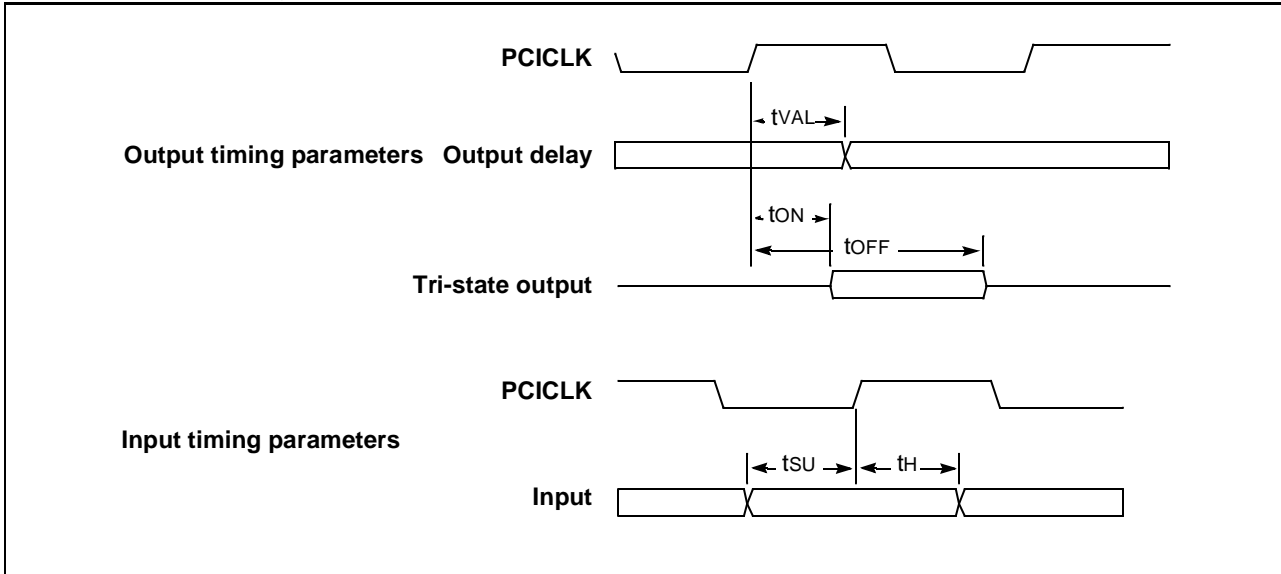 PCICLK
tVAL
Output timing parameters Output delay
tON
tOFF
Tri-state output
PCICLK
Input timing parameters
tSU tH
Input